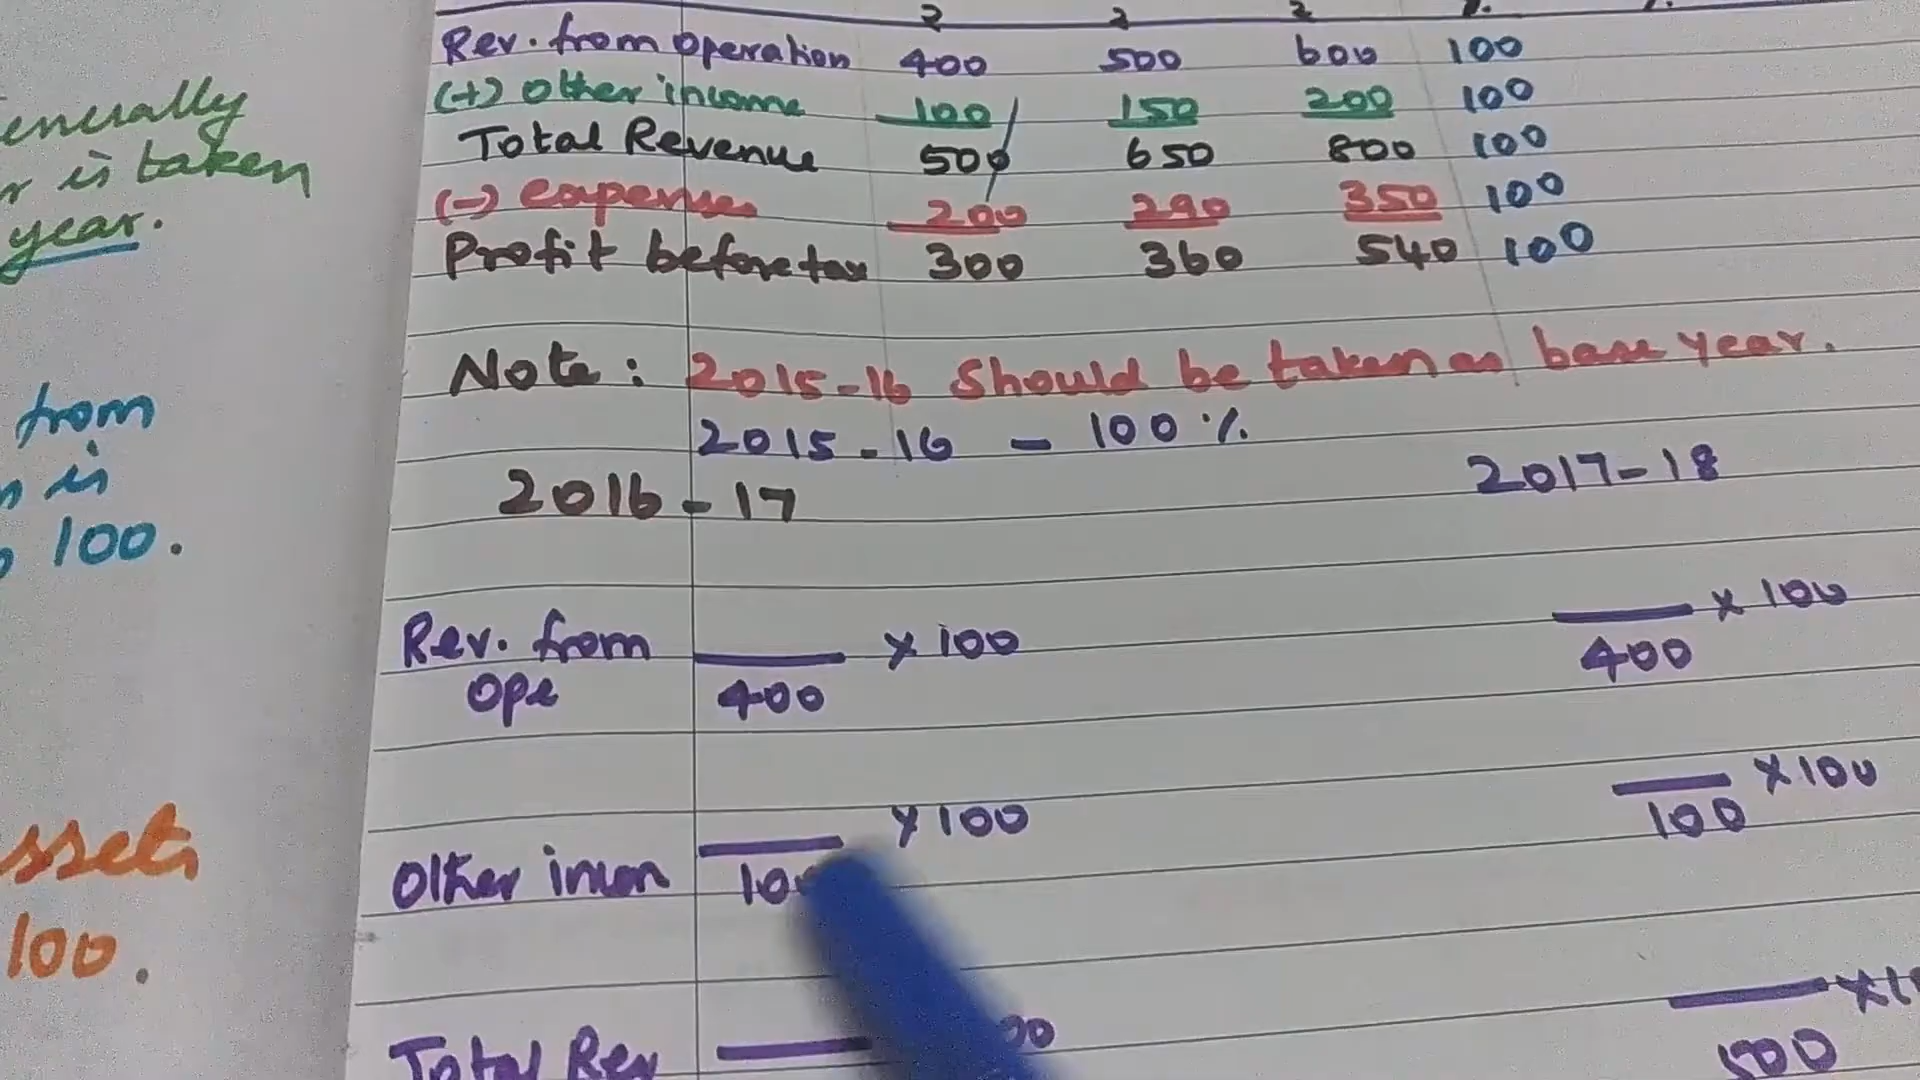 enerally
r is taken
year.
from
n is
100.
ssets
100.
Rev. from operation 400 500 600 100
(+) Other income 100 150 200 100
Total Revenue 500 650 800 100
(-) expenses 200 290 350 100
Profit before tax 300 360 540 100
Note: 2015-16 Should be taken as base year.
2015-16 - 100%
2016-17 2017-18
Rev. from ope
400 × 100
400 × 100
Other incom
100 × 100
100 × 100
Total Rev
500